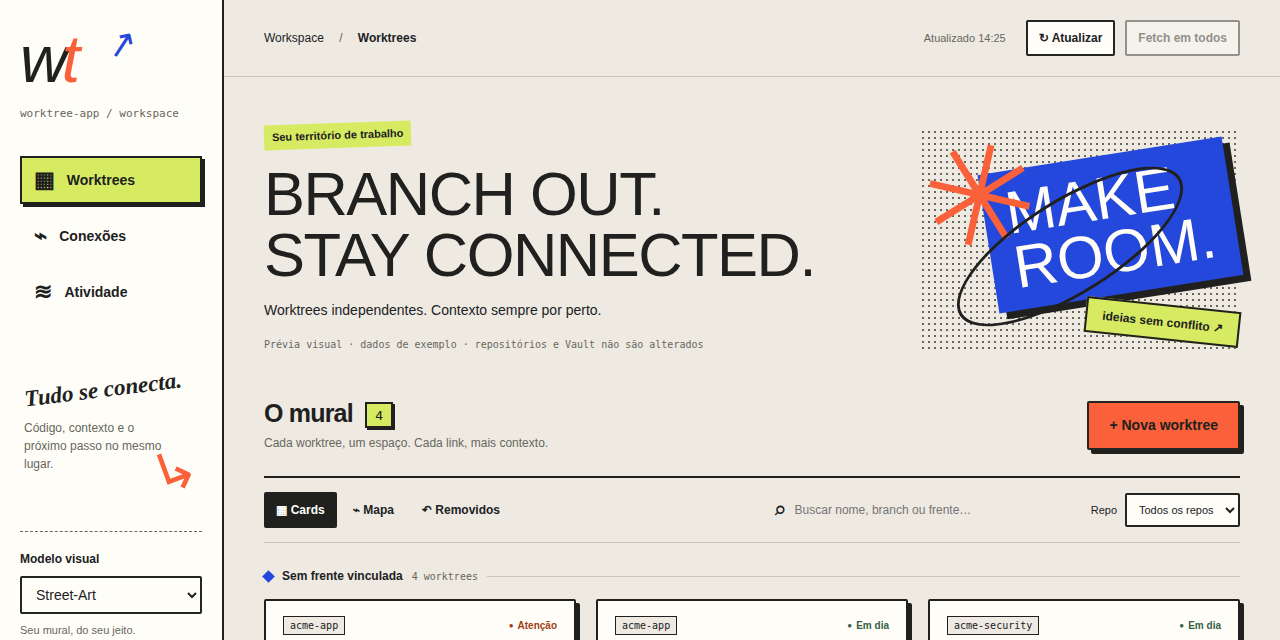 wt ↗
worktree-app / workspace
▦ Worktrees
⌁ Conexões
≋ Atividade
Tudo se conecta.
Código, contexto e o
próximo passo no mesmo
lugar.
↳
Modelo visual
Street-Art
Seu mural, do seu jeito.
Workspace / Worktrees
Atualizado 14:25
↻ Atualizar
Fetch em todos
Seu território de trabalho
BRANCH OUT.
STAY CONNECTED.
Worktrees independentes. Contexto sempre por perto.
Prévia visual · dados de exemplo · repositórios e Vault não são alterados
MAKE
ROOM.
ideias sem conflito ↗
O mural 4
Cada worktree, um espaço. Cada link, mais contexto.
+ Nova worktree
▦ Cards
⌁ Mapa
↶ Removidos
⌕ Buscar nome, branch ou frente…
Repo Todos os repos
◆ Sem frente vinculada 4 worktrees
acme-app • Atenção
acme-app • Em dia
acme-security • Em dia